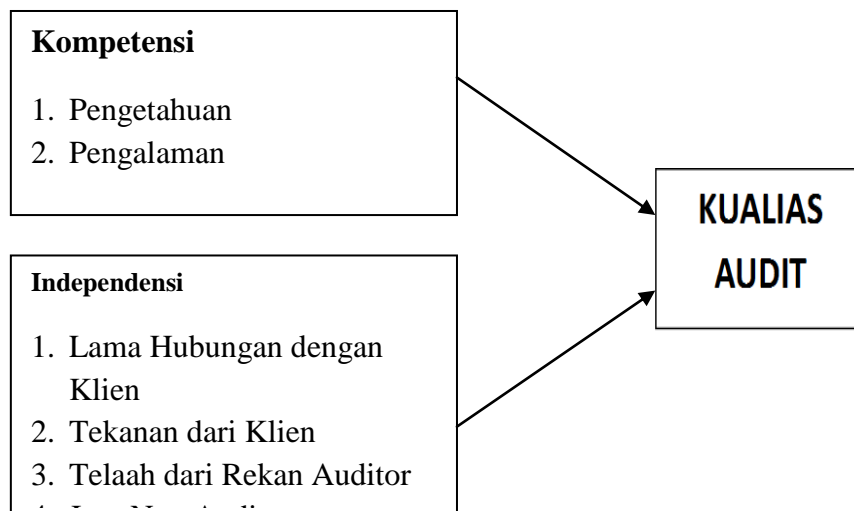 Kompetensi
1. Pengetahuan
2. Pengalaman
KUALIAS
AUDIT
Independensi
1. Lama Hubungan dengan
Klien
2. Tekanan dari Klien
3. Telaah dari Rekan Auditor